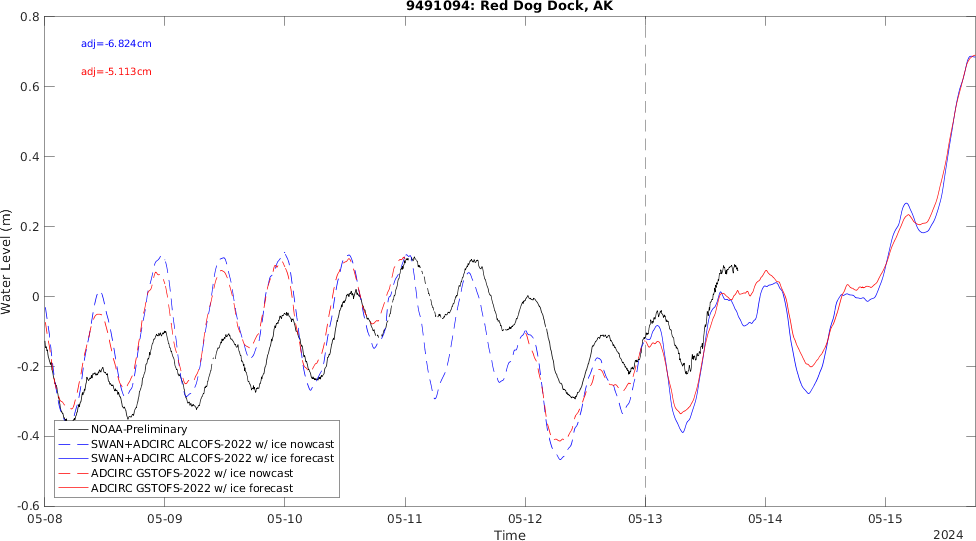 9491094: Red Dog Dock, AK
adj=-6.824cm
adj=-5.113cm
Water Level (m)
0.8
0.6
0.4
0.2
0
-0.2
-0.4
-0.6
NOAA-Preliminary
SWAN+ADCIRC ALCOFS-2022 w/ ice nowcast
SWAN+ADCIRC ALCOFS-2022 w/ ice forecast
ADCIRC GSTOFS-2022 w/ ice nowcast
ADCIRC GSTOFS-2022 w/ ice forecast
05-08 05-09 05-10 05-11 05-12 05-13 05-14 05-15
Time
2024